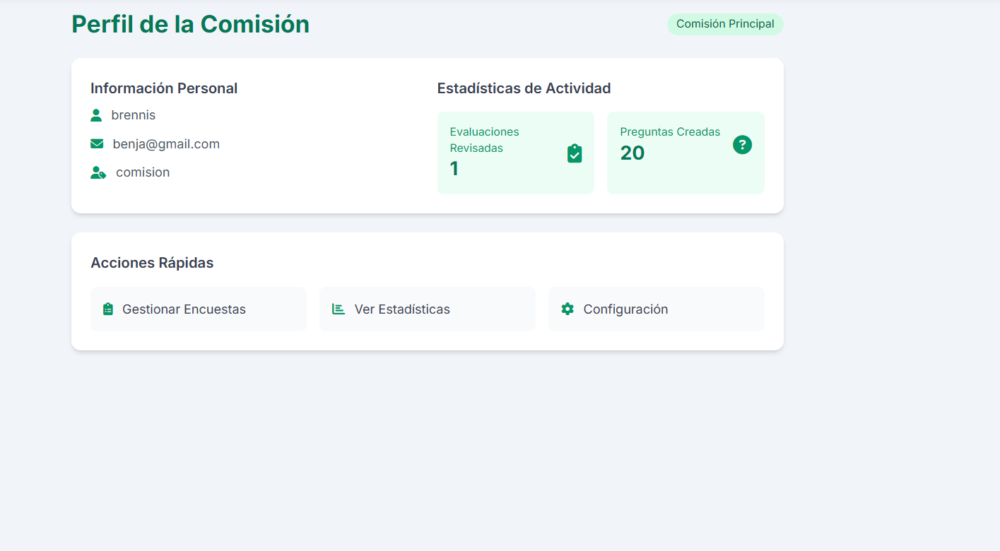 Perfil de la Comisión
Comisión Principal
Información Personal
brennis
benja@gmail.com
comision
Estadísticas de Actividad
Evaluaciones
Revisadas
1
Preguntas Creadas
20
?
Acciones Rápidas
Gestionar Encuestas
Ver Estadísticas
Configuración